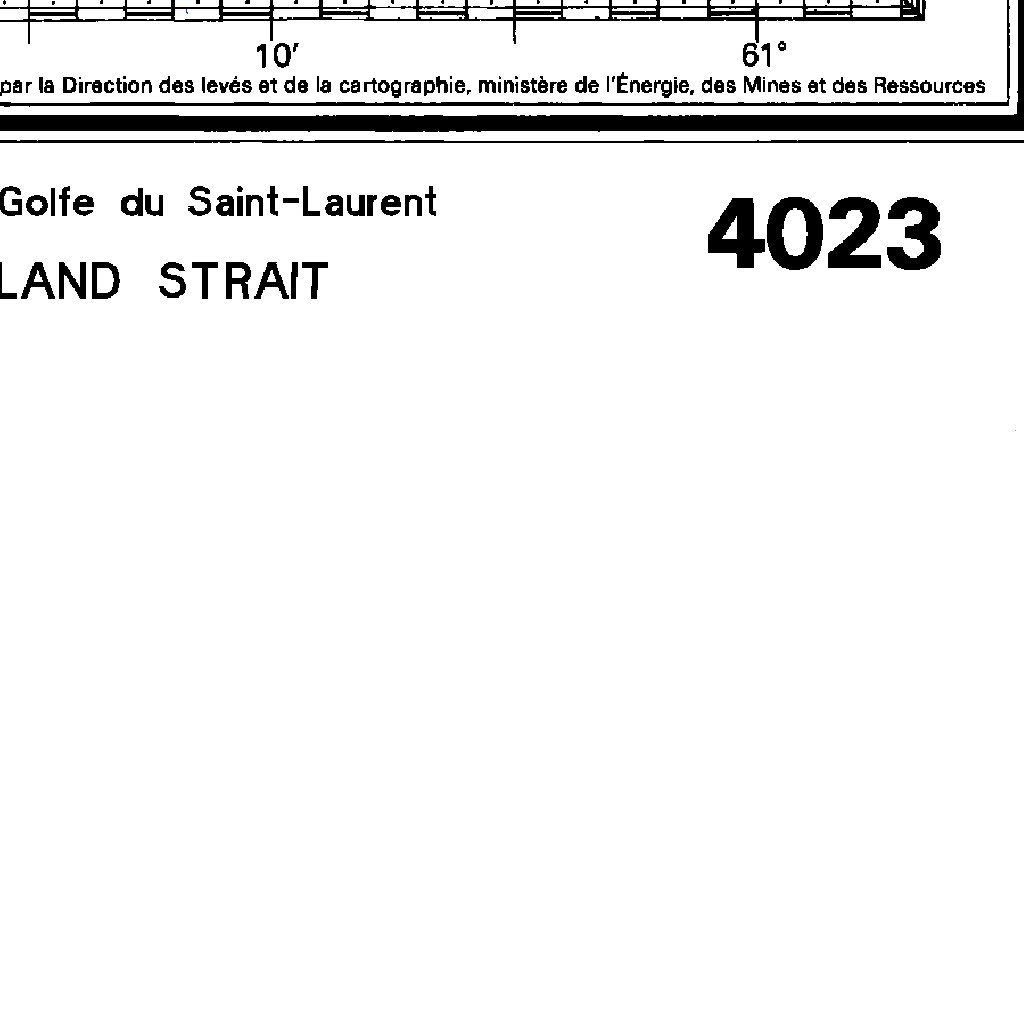 10′ 61°
par la Direction des levés et de la cartographie, ministère de l'Énergie, des Mines et des Ressources
Golfe du Saint-Laurent
4023
LAND STRAIT